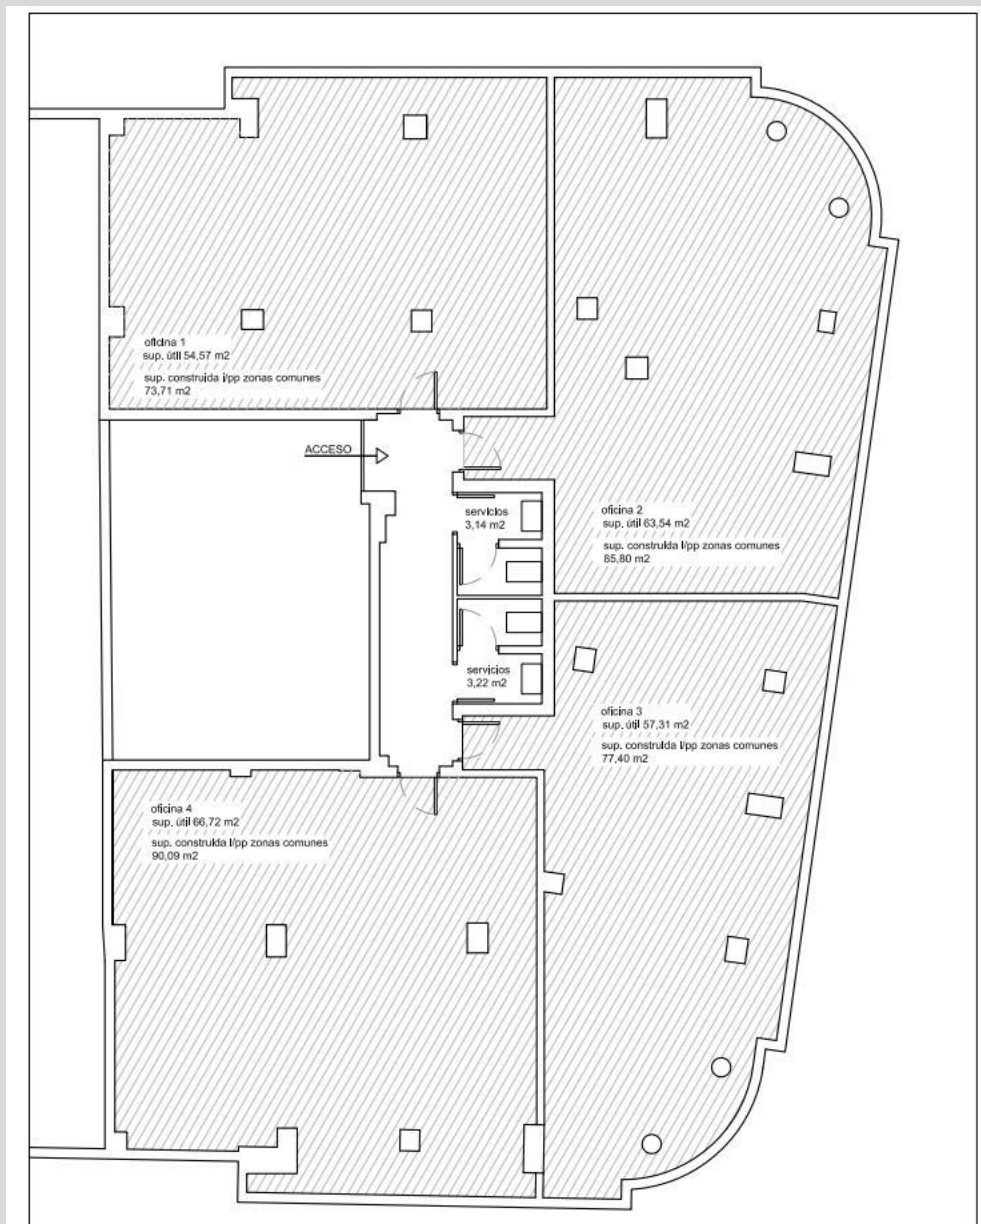 oficina 1
sup. útil 54,57 m2
sup. construida i/pp zonas comunes
73,71 m2
ACCESO
servicios
3,14 m2
oficina 2
sup. útil 63,54 m2
sup. construida i/pp zonas comunes
85,80 m2
servicios
3,22 m2
oficina 3
sup. útil 57,31 m2
sup. construida i/pp zonas comunes
77,40 m2
oficina 4
sup. útil 66,72 m2
sup. construida i/pp zonas comunes
90,09 m2